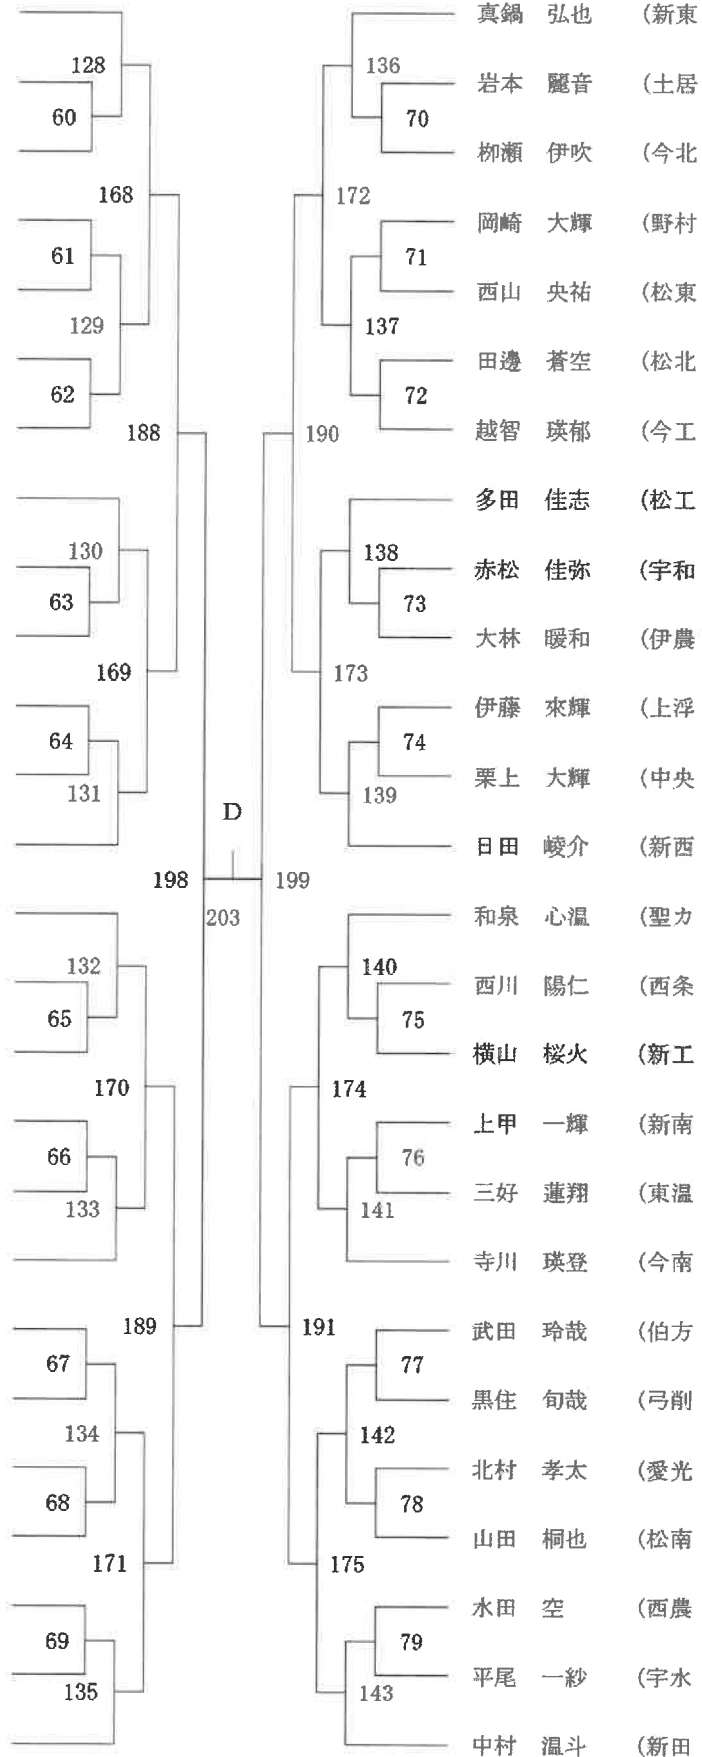 真鍋 弘也 (新東
128
136
岩本 麗音 (土居
60
70
栁瀬 伊吹 (今北
168
172
岡崎 大輝 (野村
61
71
西山 央祐 (松東
129
137
田邊 蒼空 (松北
62
72
越智 瑛郁 (今工
188
190
多田 佳志 (松工
130
138
赤松 佳弥 (宇和
63
73
大林 暖和 (伊農
169
173
伊藤 來輝 (上浮
64
74
栗上 大輝 (中央
131
139
D
日田 崚介 (新西
198
199
203
和泉 心温 (聖カ
132
140
西川 陽仁 (西条
65
75
横山 桜火 (新工
170
174
上甲 一輝 (新南
66
76
三好 蓮翔 (東温
133
141
寺川 瑛登 (今南
189
191
武田 玲哉 (伯方
67
77
黒住 旬哉 (弓削
134
142
北村 孝太 (愛光
68
78
山田 桐也 (松南
171
175
水田 空 (西農
69
79
平尾 一紗 (宇水
135
143
中村 温斗 (新田